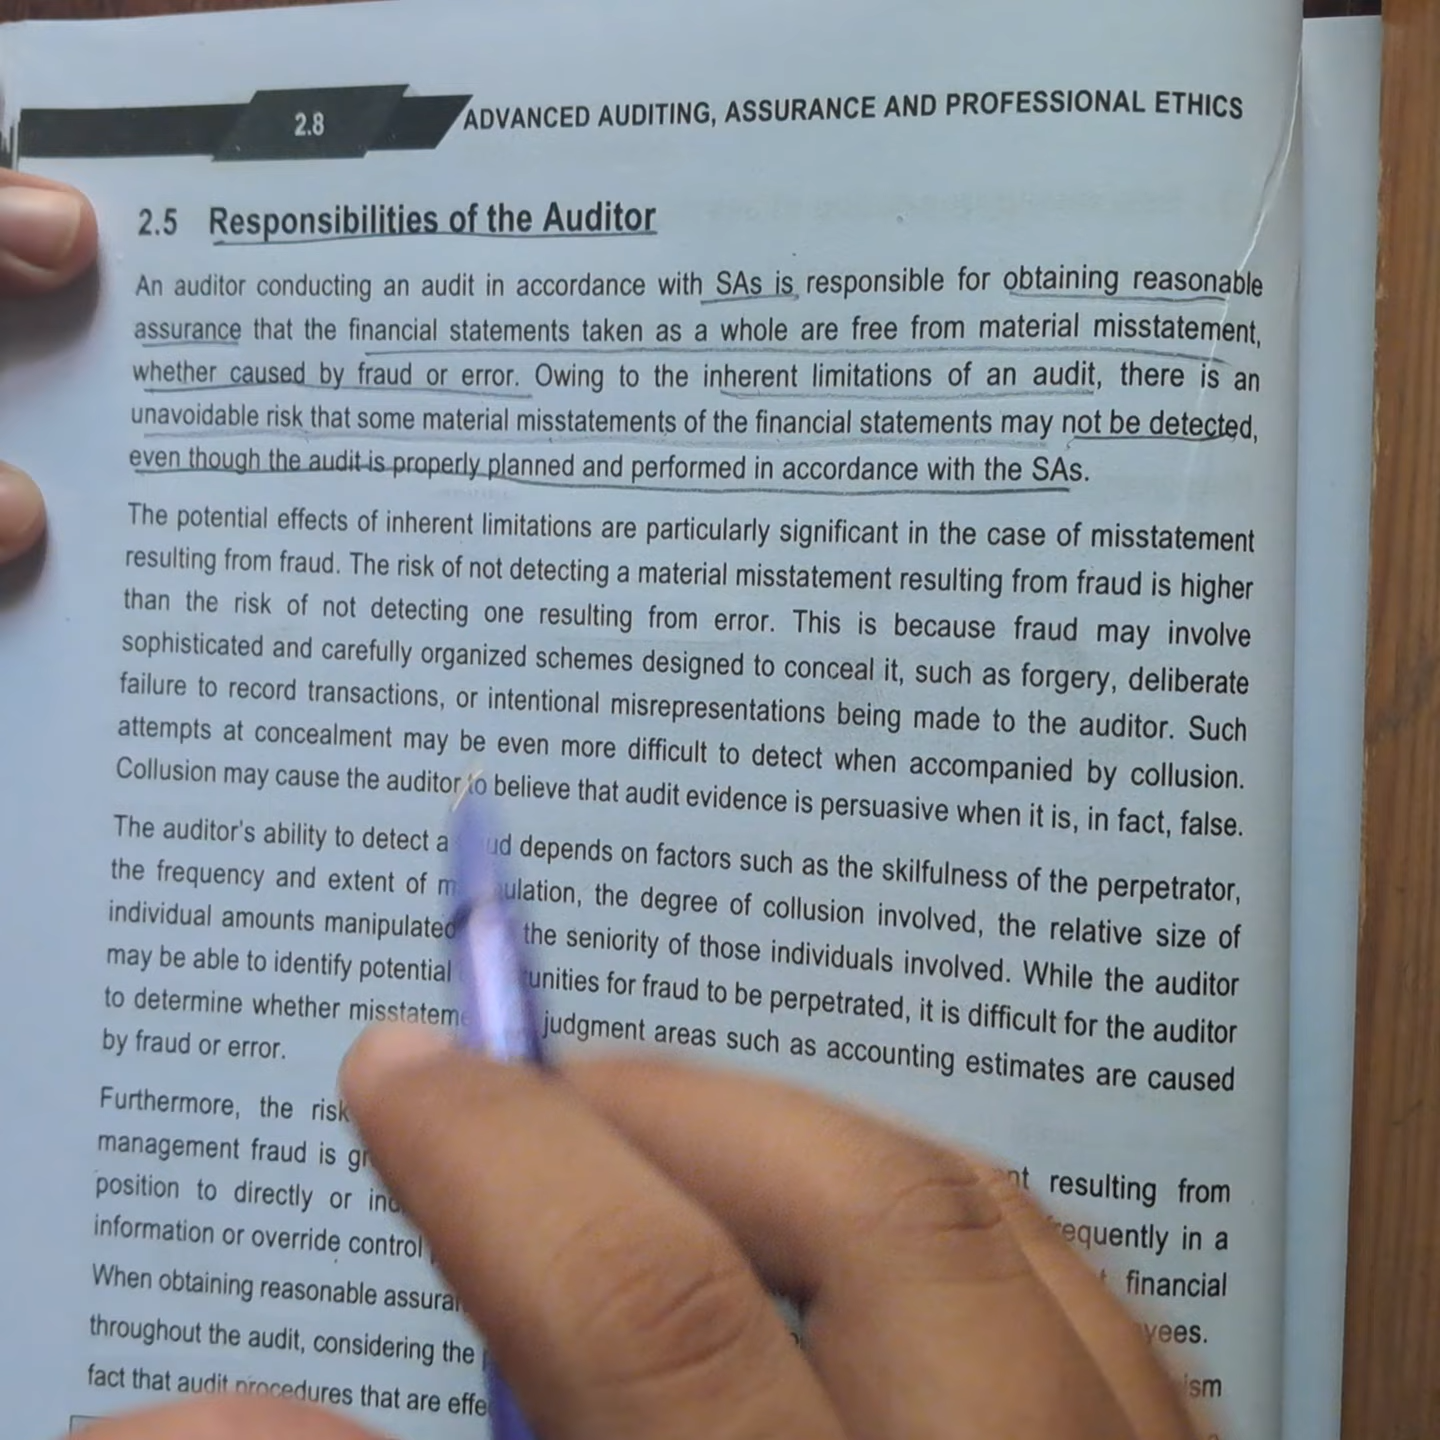 2.8
ADVANCED AUDITING, ASSURANCE AND PROFESSIONAL ETHICS
2.5 Responsibilities of the Auditor
An auditor conducting an audit in accordance with SAs is responsible for obtaining reasonable
assurance that the financial statements taken as a whole are free from material misstatement,
whether caused by fraud or error. Owing to the inherent limitations of an audit, there is an
unavoidable risk that some material misstatements of the financial statements may not be detected,
even though the audit is properly planned and performed in accordance with the SAs.
The potential effects of inherent limitations are particularly significant in the case of misstatement
resulting from fraud. The risk of not detecting a material misstatement resulting from fraud is higher
than the risk of not detecting one resulting from error. This is because fraud may involve
sophisticated and carefully organized schemes designed to conceal it, such as forgery, deliberate
failure to record transactions, or intentional misrepresentations being made to the auditor. Such
attempts at concealment may be even more difficult to detect when accompanied by collusion.
Collusion may cause the auditor to believe that audit evidence is persuasive when it is, in fact, false.
The auditor's ability to detect a depends on factors such as the skilfulness of the perpetrator,
the frequency and extent of the degree of collusion involved, the relative size of
individual amounts manipulated the seniority of those individuals involved. While the auditor
may be able to identify potential for fraud to be perpetrated, it is difficult for the auditor
to determine whether judgment areas such as accounting estimates are caused
by fraud or error.
Furthermore, the risk resulting from
management fraud is in a
position to directly or financial
information or override control
When obtaining reasonable
throughout the audit, considering the
fact that audit procedures that are